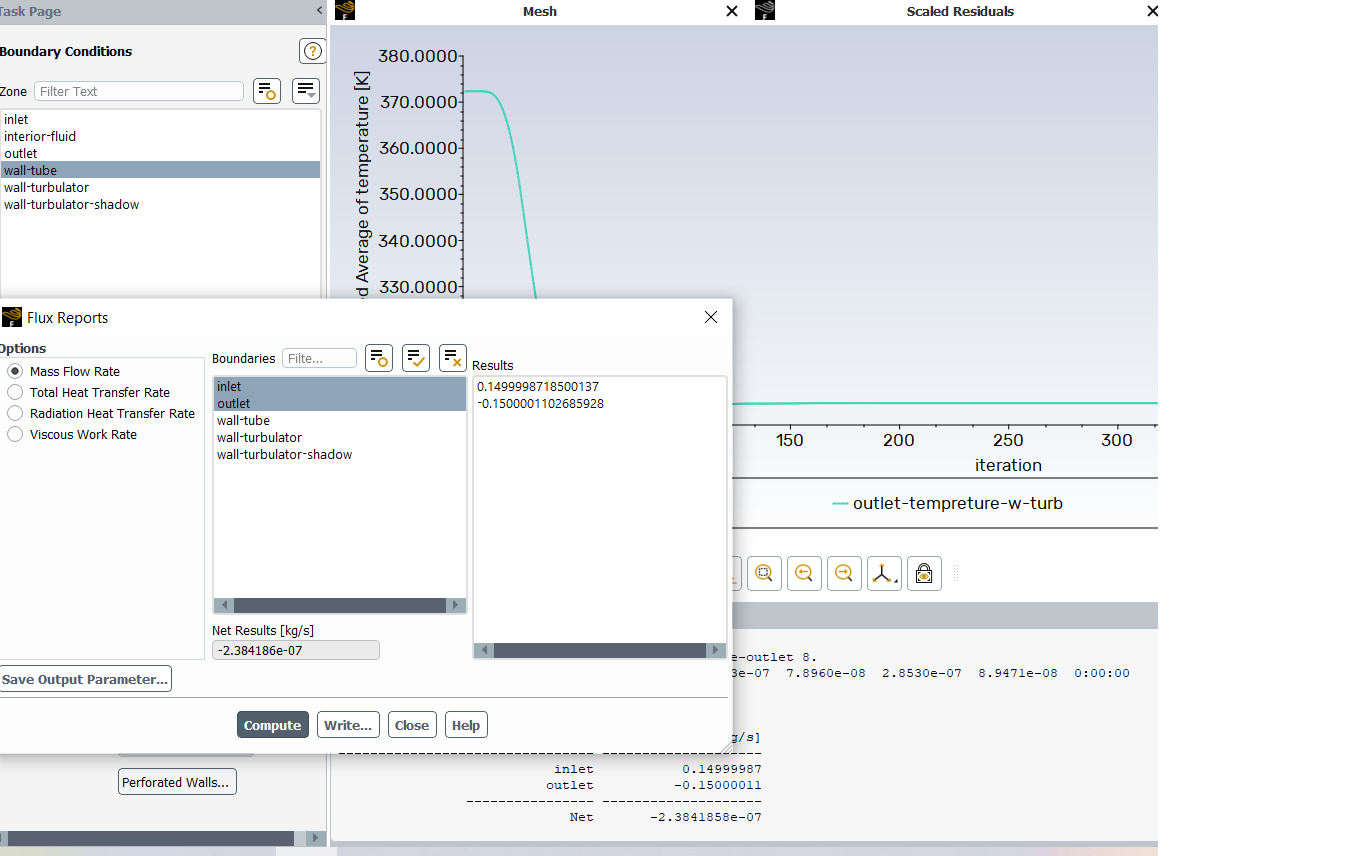 Task Page
Mesh
Scaled Residuals
Boundary Conditions
?
Zone
Filter Text
inlet
interior-fluid
outlet
wall-tube
wall-turbulator
wall-turbulator-shadow
d Average of temperature [K]
380.0000
370.0000
360.0000
350.0000
340.0000
330.0000
150
200
250
300
iteration
outlet-tempreture-w-turb
Flux Reports
Options
Mass Flow Rate
Total Heat Transfer Rate
Radiation Heat Transfer Rate
Viscous Work Rate
Boundaries
Filte...
inlet
outlet
wall-tube
wall-turbulator
wall-turbulator-shadow
Results
0.1499998718500137
-0.1500001102685928
Net Results [kg/s]
-2.384186e-07
Save Output Parameter...
Compute
Write...
Close
Help
Perforated Walls...
e-outlet 8.
3e-07 7.8960e-08 2.8530e-07 8.9471e-08 0:00:00
g/s]
---------------------------- --------------------
inlet 0.14999987
outlet -0.15000011
---------------- --------------------
Net -2.3841858e-07